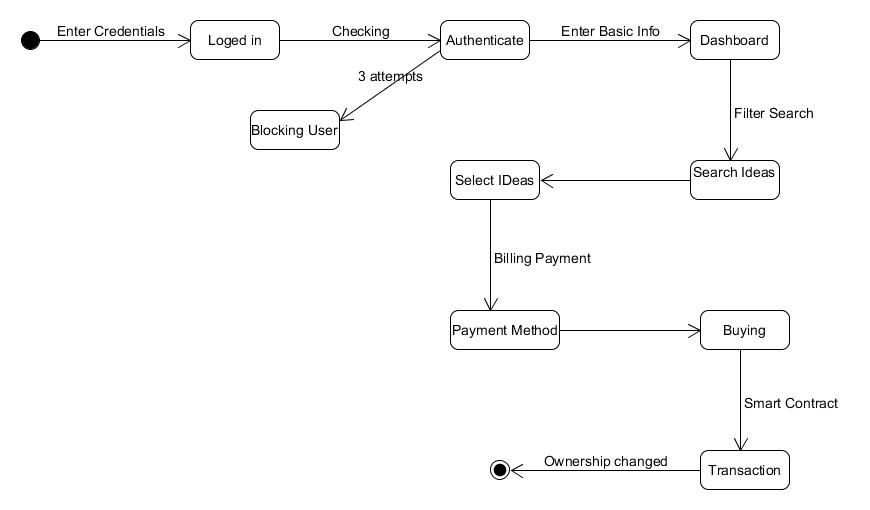 Enter Credentials
Loged in
Checking
Authenticate
Enter Basic Info
Dashboard
3 attempts
Blocking User
Filter Search
Search Ideas
Select IDeas
Billing Payment
Payment Method
Buying
Smart Contract
Transaction
Ownership changed